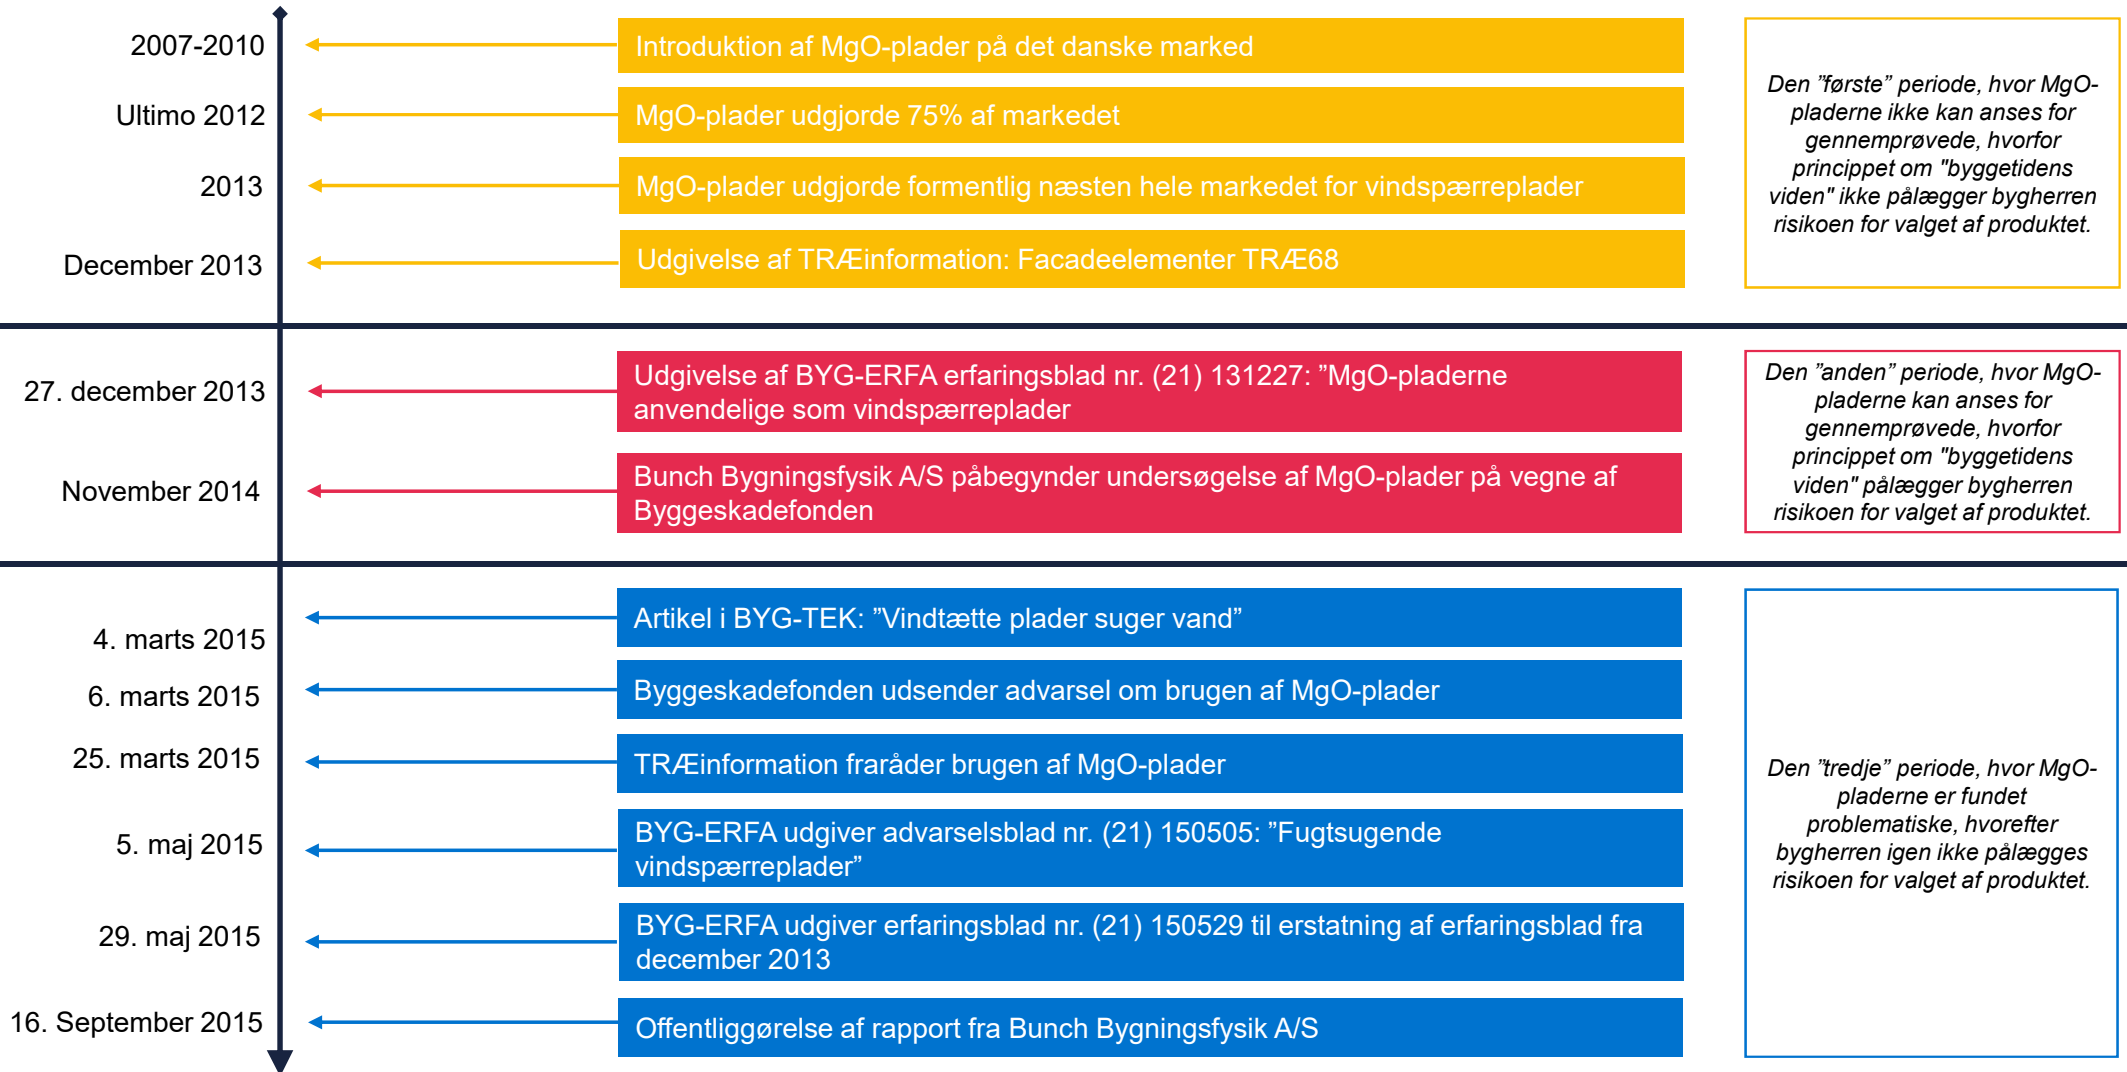 2007-2010
Introduktion af MgO-plader på det danske marked
Ultimo 2012
MgO-plader udgjorde 75% af markedet
2013
MgO-plader udgjorde formentlig næsten hele markedet for vindspærreplader
December 2013
Udgivelse af TRÆinformation: Facadeelementer TRÆ68
Den ”første” periode, hvor MgO-
pladerne ikke kan anses for
gennemprøvede, hvorfor
princippet om "byggetidens
viden" ikke pålægger bygherren
risikoen for valget af produktet.
27. december 2013
Udgivelse af BYG-ERFA erfaringsblad nr. (21) 131227: ”MgO-pladerne
anvendelige som vindspærreplader
November 2014
Bunch Bygningsfysik A/S påbegynder undersøgelse af MgO-plader på vegne af
Byggeskadefonden
Den ”anden” periode, hvor MgO-
pladerne kan anses for
gennemprøvede, hvorfor
princippet om "byggetidens
viden" pålægger bygherren
risikoen for valget af produktet.
4. marts 2015
Artikel i BYG-TEK: ”Vindtætte plader suger vand”
6. marts 2015
Byggeskadefonden udsender advarsel om brugen af MgO-plader
25. marts 2015
TRÆinformation fraråder brugen af MgO-plader
5. maj 2015
BYG-ERFA udgiver advarselsblad nr. (21) 150505: ”Fugtsugende
vindspærreplader”
29. maj 2015
BYG-ERFA udgiver erfaringsblad nr. (21) 150529 til erstatning af erfaringsblad fra
december 2013
16. September 2015
Offentliggørelse af rapport fra Bunch Bygningsfysik A/S
Den ”tredje” periode, hvor MgO-
pladerne er fundet
problematiske, hvorefter
bygherren igen ikke pålægges
risikoen for valget af produktet.